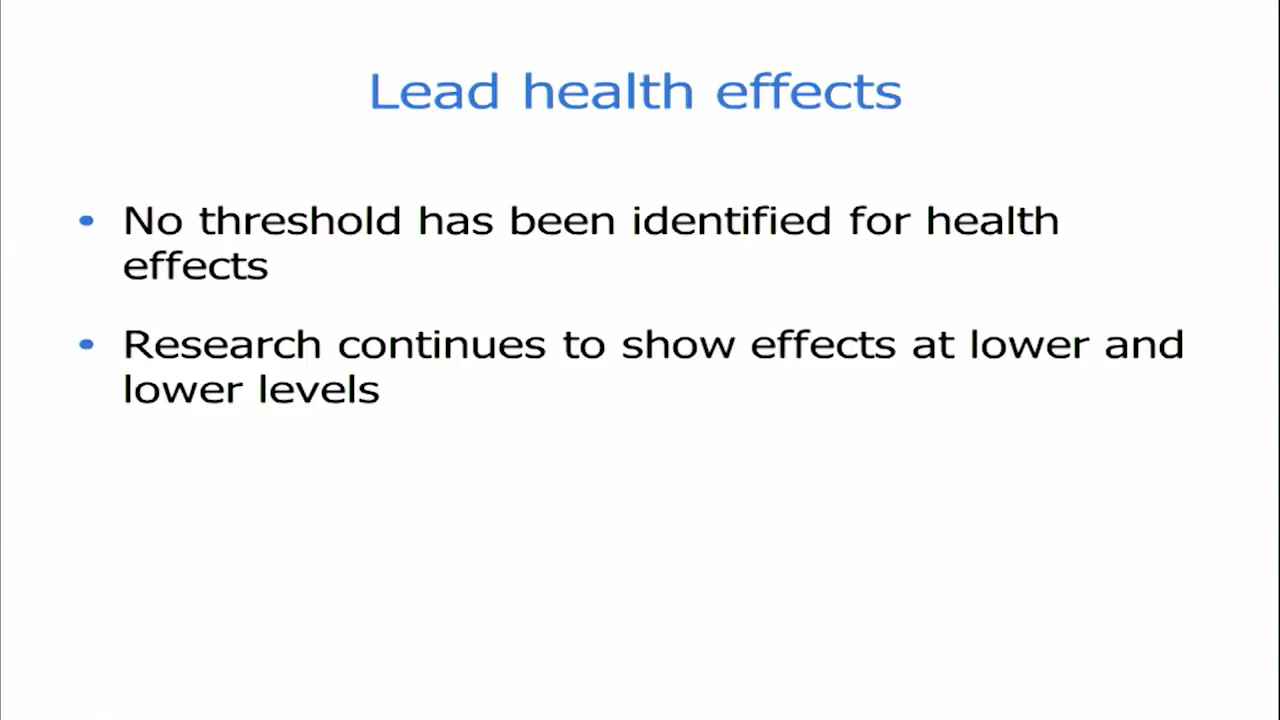 Lead health effects
• No threshold has been identified for health
effects
• Research continues to show effects at lower and
lower levels